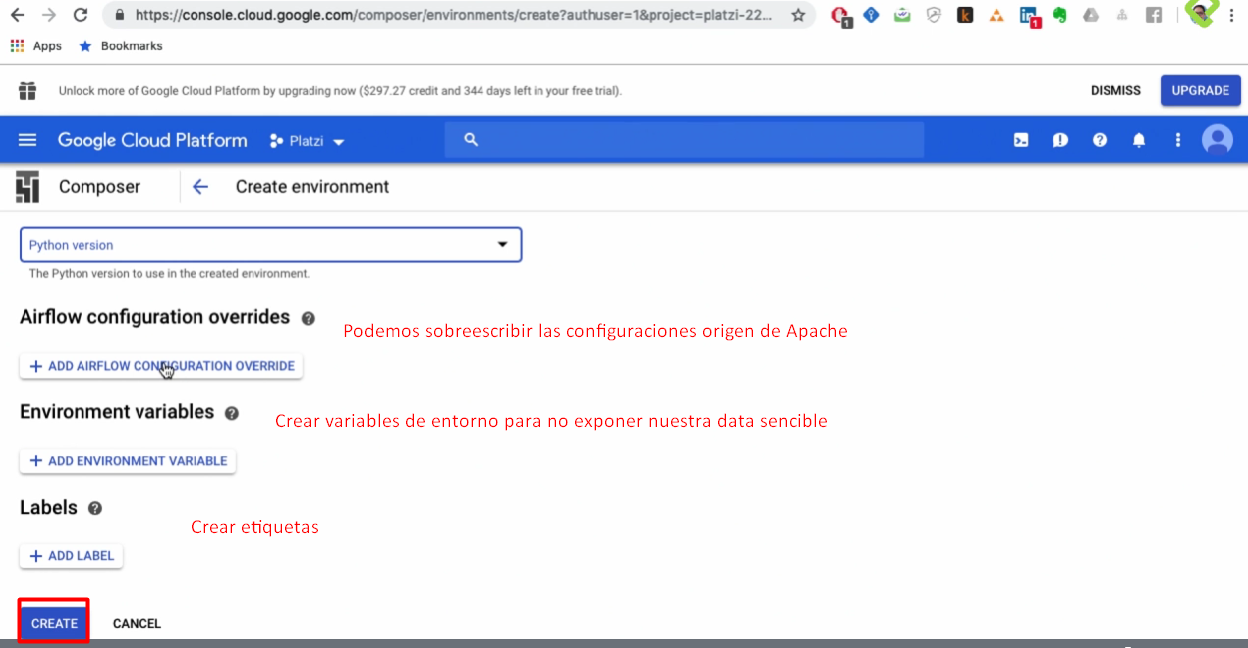 https://console.cloud.google.com/composer/environments/create?authuser=1&project=platzi-22...
1
1
Apps
Bookmarks
Unlock more of Google Cloud Platform by upgrading now ($297.27 credit and 344 days left in your free trial).
DISMISS
UPGRADE
Google Cloud Platform
Platzi
Composer
Create environment
Python version
The Python version to use in the created environment.
Airflow configuration overrides
Podemos sobreescribir las configuraciones origen de Apache
+ ADD AIRFLOW CONFIGURATION OVERRIDE
Environment variables
Crear variables de entorno para no exponer nuestra data sencible
+ ADD ENVIRONMENT VARIABLE
Labels
Crear etiquetas
+ ADD LABEL
CREATE
CANCEL